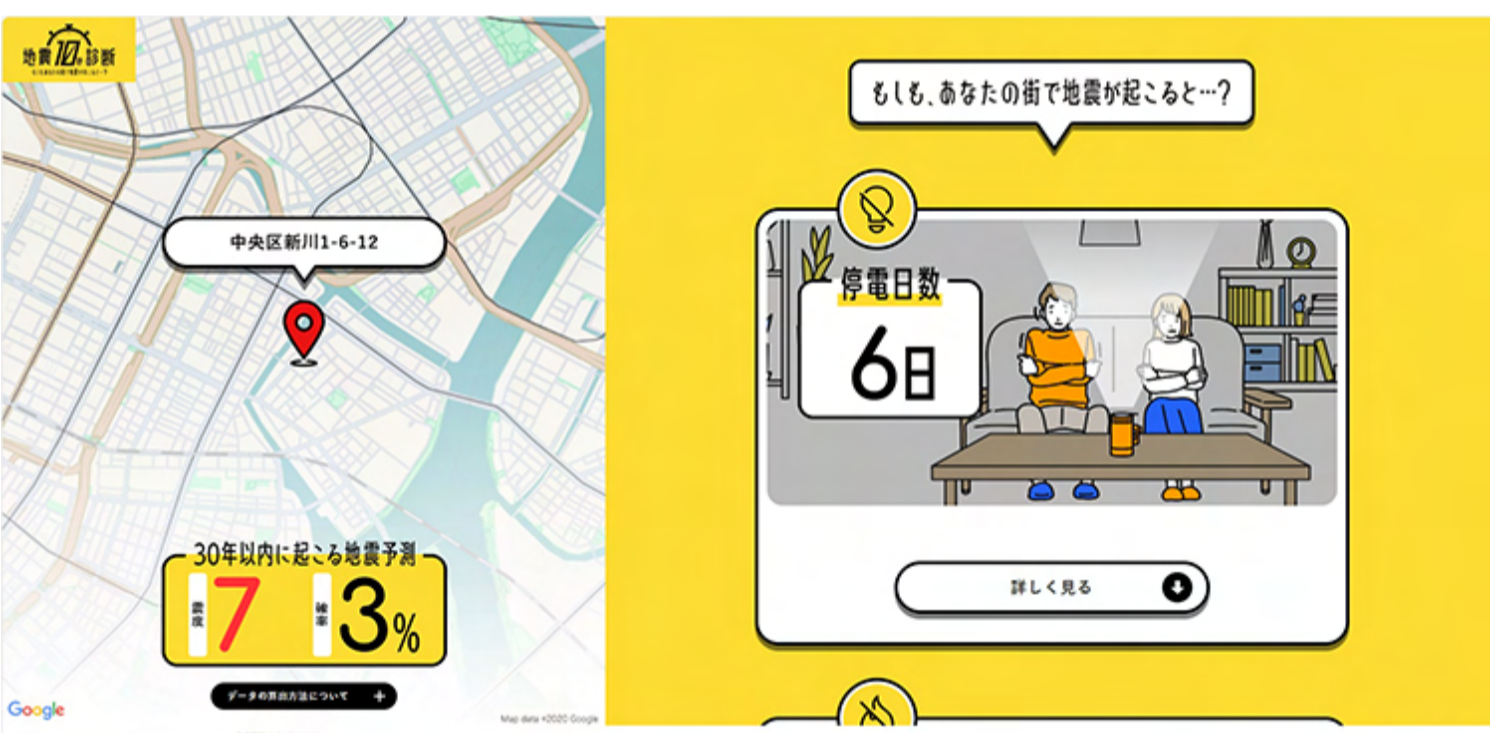 地震10秒診断
中央区新川1-6-12
30年以内に起こる地震予測
震度
7
確率
3%
データの算出方法について +
Google
Map data ©2020 Google
もしも、あなたの街で地震が起こると…?
停電日数
6日
詳しく見る